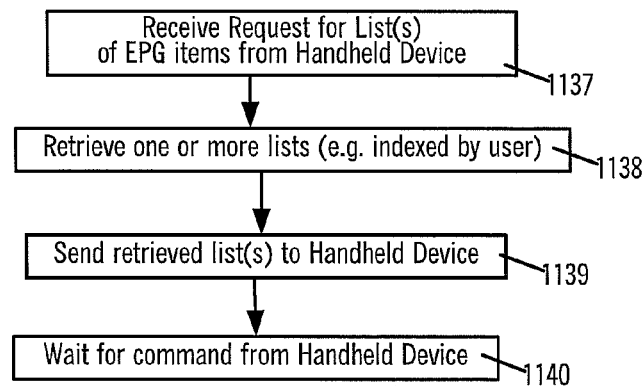 Receive Request for List(s)
of EPG items from Handheld Device
1137
Retrieve one or more lists (e.g. indexed by user)
1138
Send retrieved list(s) to Handheld Device
1139
Wait for command from Handheld Device
1140